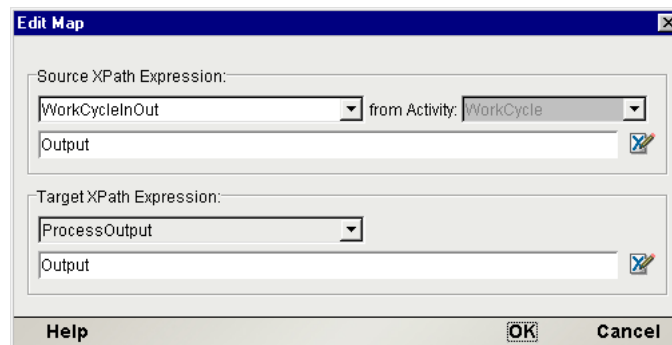 Edit Map
Source XPath Expression:
WorkCycleInOut from Activity: WorkCycle
Output
Target XPath Expression:
ProcessOutput
Output
Help OK Cancel